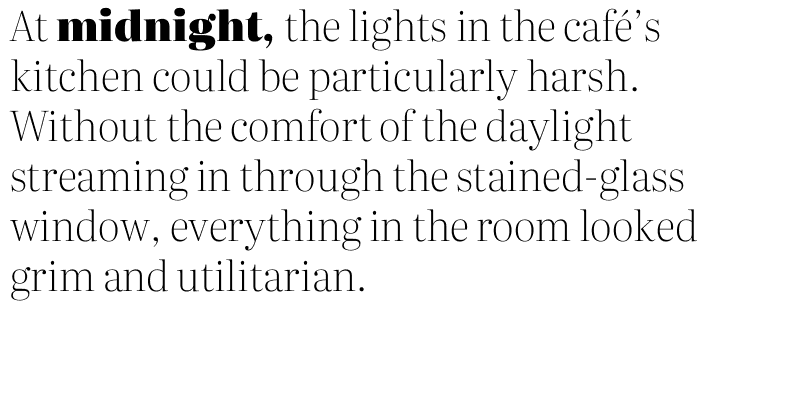 At midnight, the lights in the café’s
kitchen could be particularly harsh.
Without the comfort of the daylight
streaming in through the stained-glass
window, everything in the room looked
grim and utilitarian.